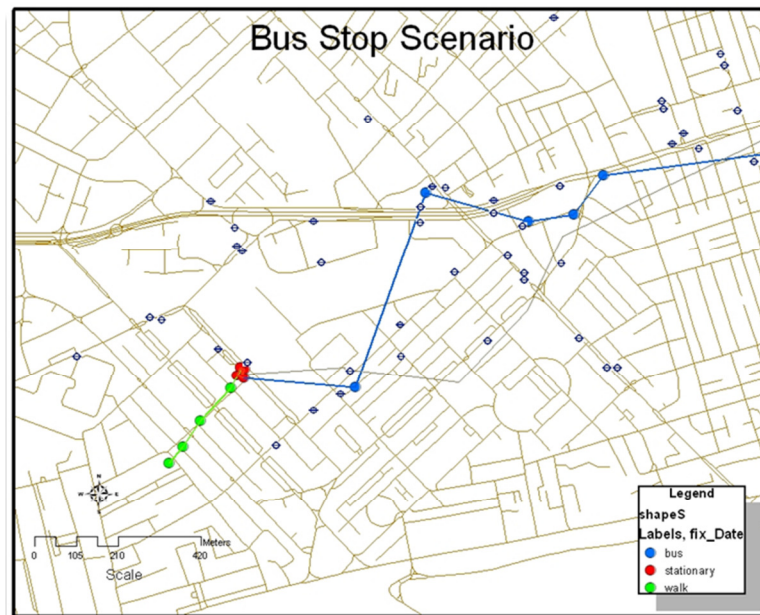 Bus Stop Scenario
N
W E
S
Meters
0 105 210 420
Scale
Legend
shapeS
Labels, fix_Date
bus
stationary
walk